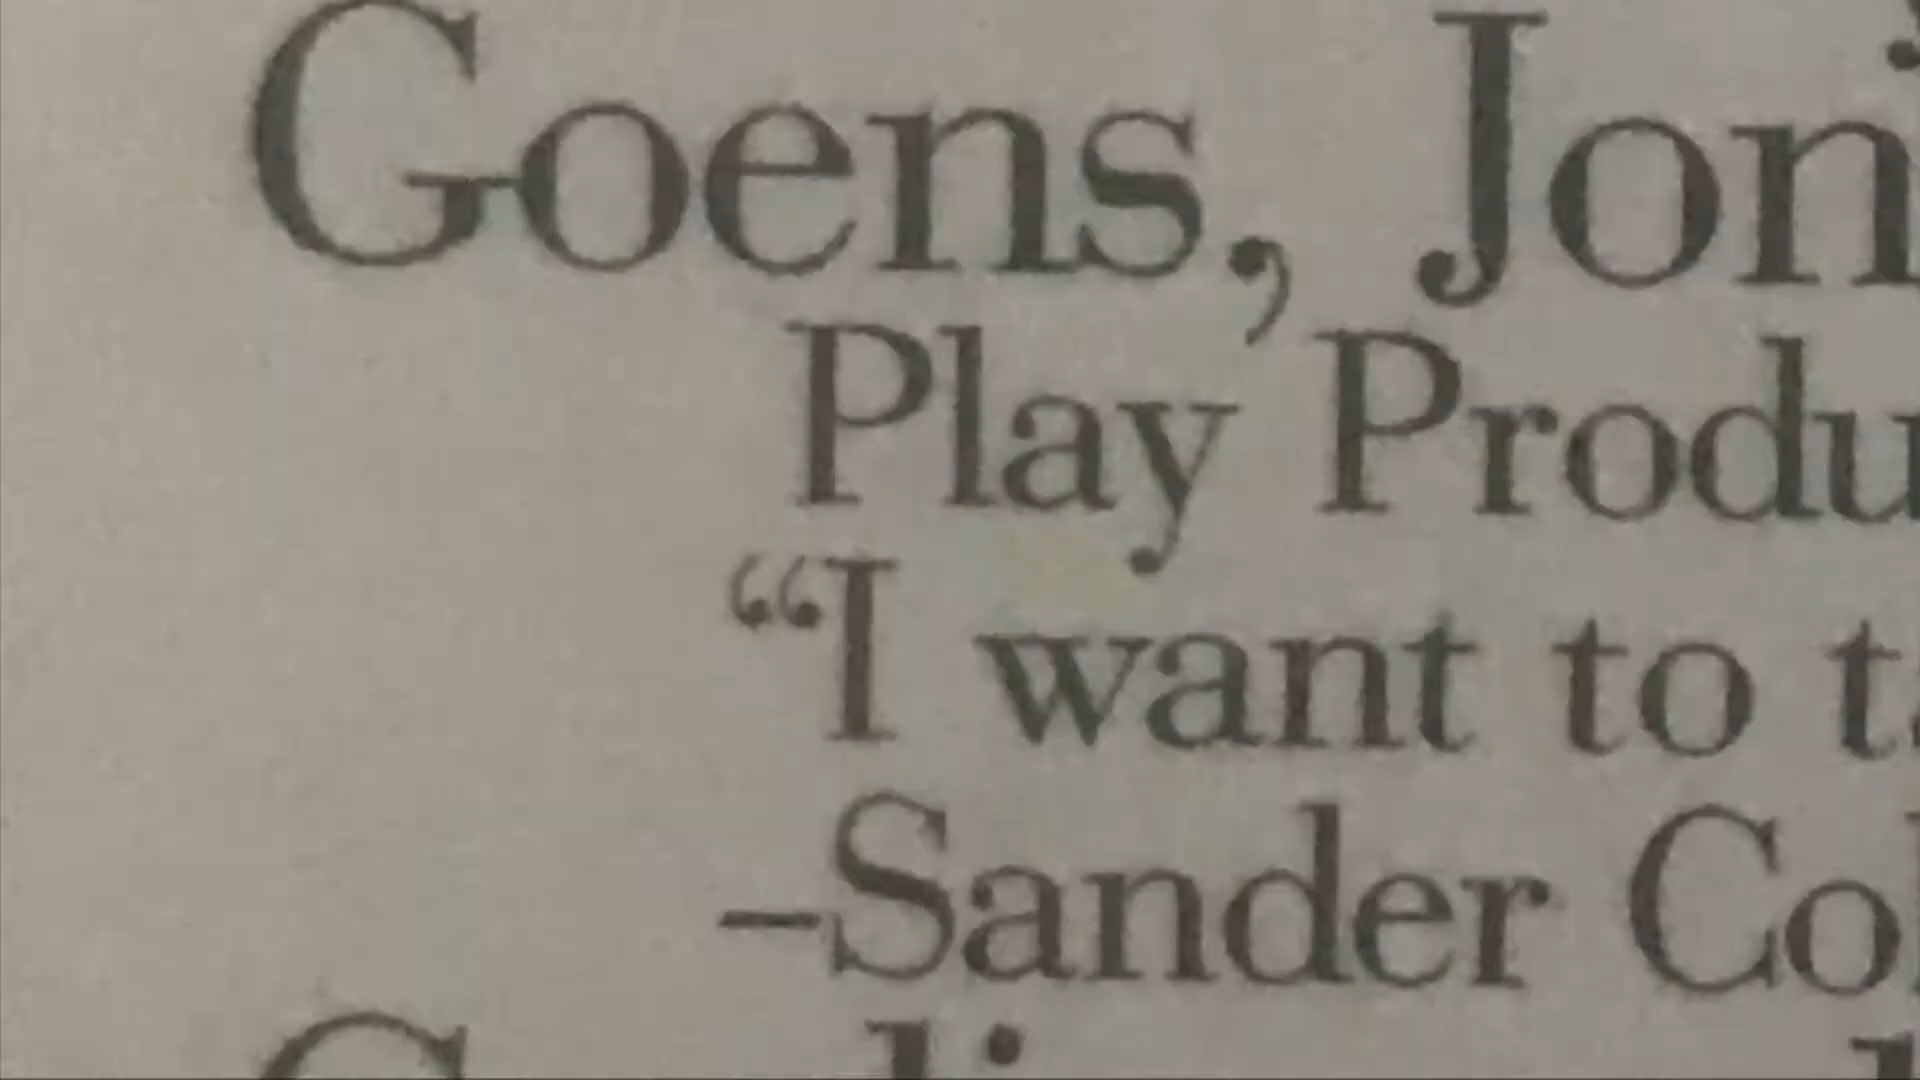 Goens, Jon
Play Produ
“I want to t
–Sander Co